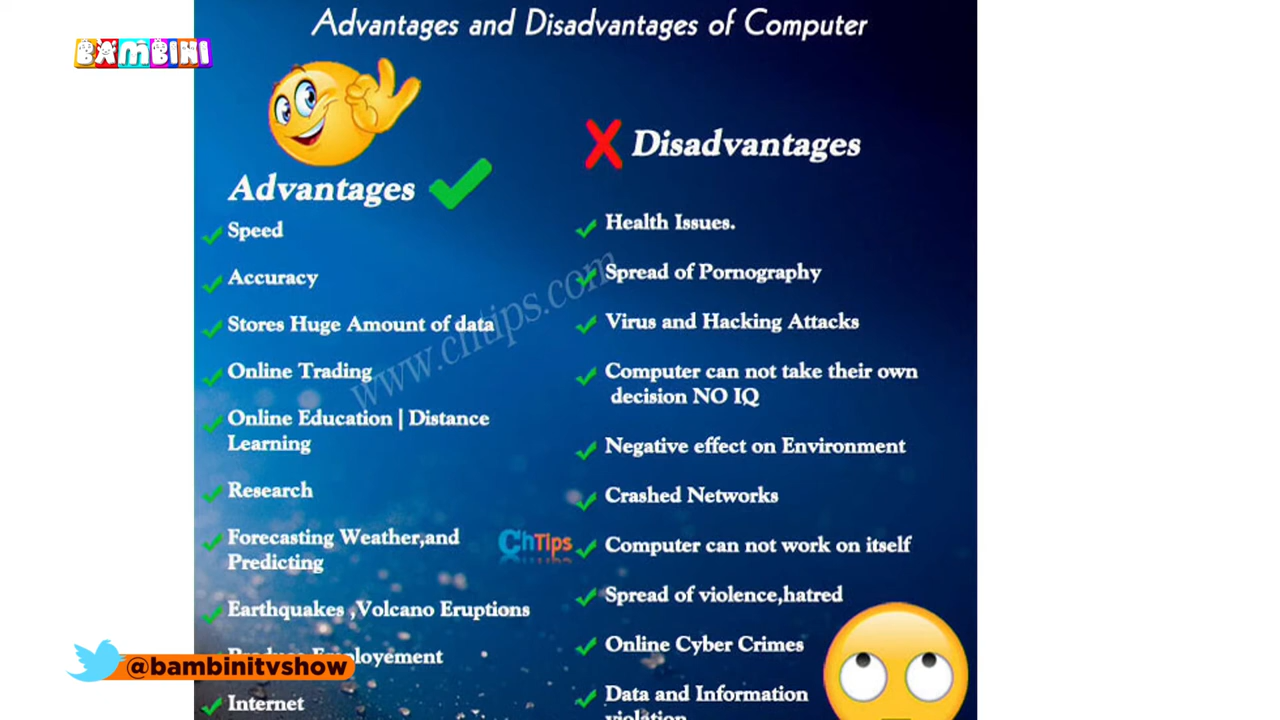 Advantages and Disadvantages of Computer
BAMBINI
Advantages
Speed
Accuracy
Stores Huge Amount of data
Online Trading
Online Education | Distance
Learning
Research
Forecasting Weather,and
Predicting
Earthquakes ,Volcano Eruptions
Internet
Disadvantages
Health Issues.
Spread of Pornography
Virus and Hacking Attacks
Computer can not take their own
decision NO IQ
Negative effect on Environment
Crashed Networks
Computer can not work on itself
Spread of violence,hatred
Online Cyber Crimes
Data and Information
violation
www.chtips.com
ChTips
@bambinitvshow